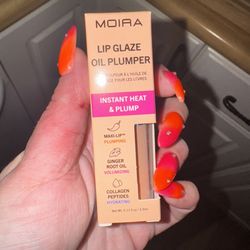 MOIRA
LIP GLAZE
OIL PLUMPER
INSTANT HEAT
& PLUMP
MAXI-LIP™
PLUMPING
GINGER
ROOT OIL
VOLUMIZING
COLLAGEN
PEPTIDES
HYDRATING